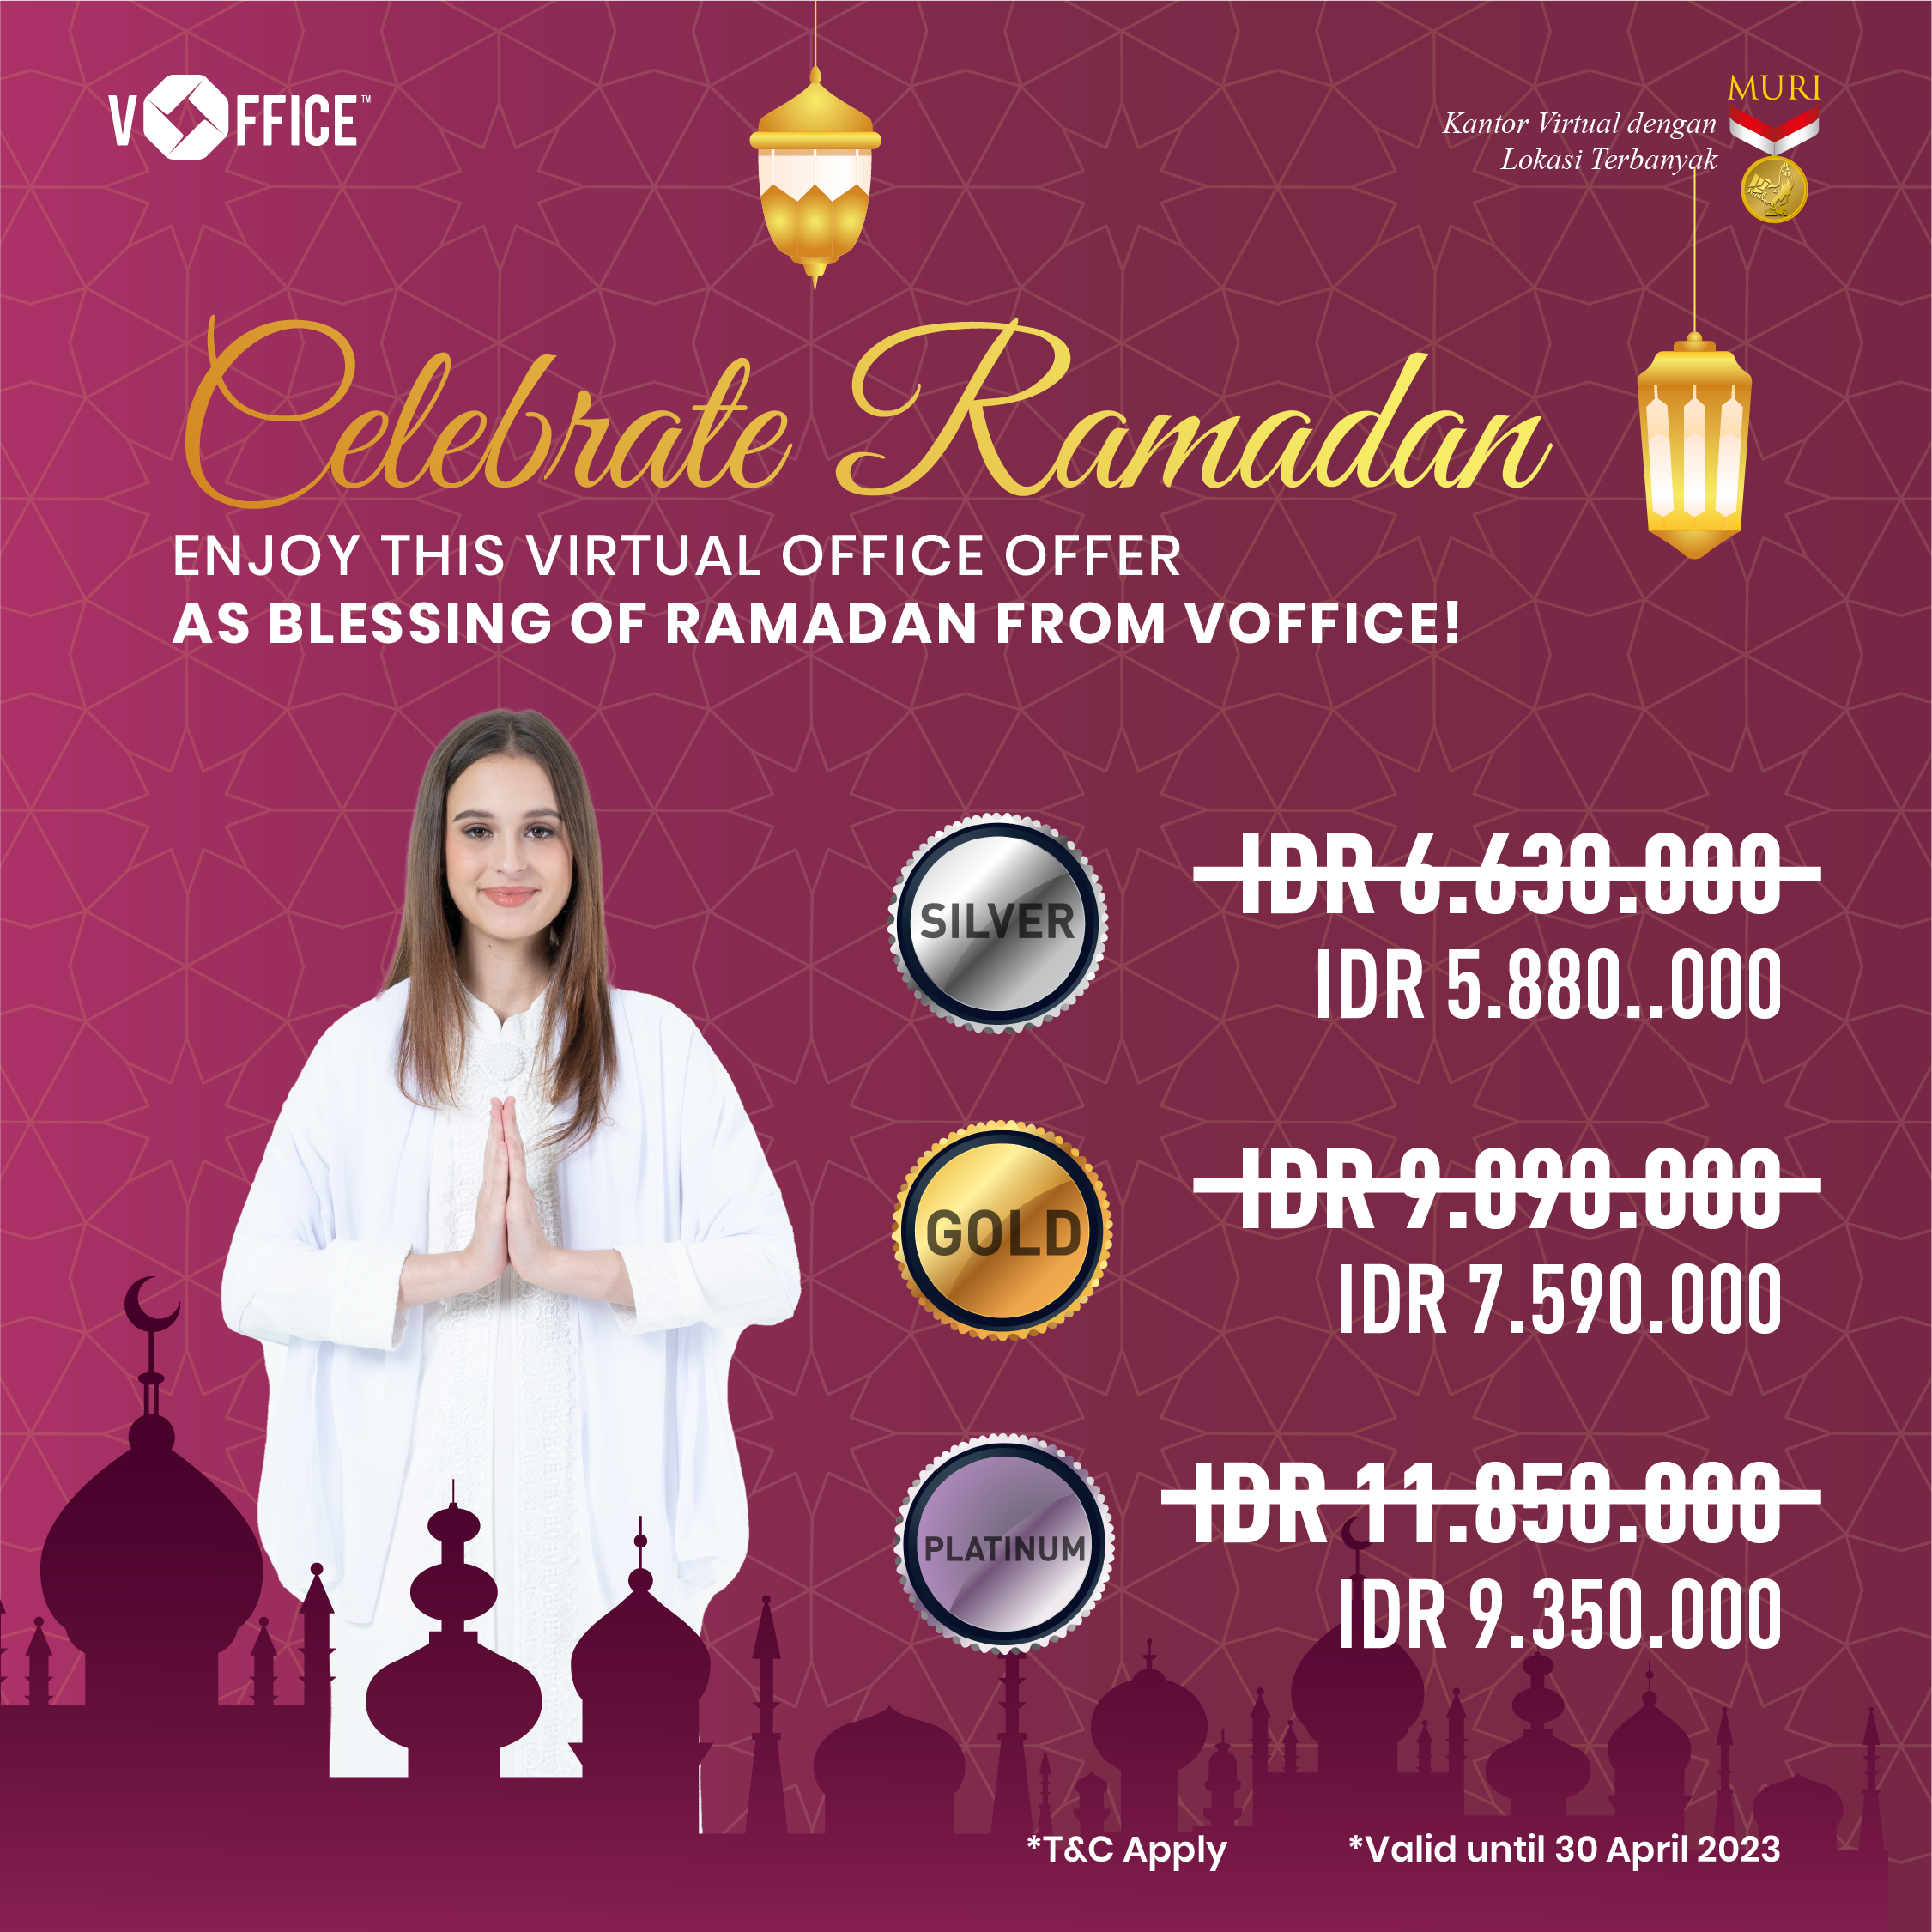 VOFFICE™
MURI
Kantor Virtual dengan
Lokasi Terbanyak
Celebrate Ramadan
ENJOY THIS VIRTUAL OFFICE OFFER
AS BLESSING OF RAMADAN FROM VOFFICE!
SILVER
IDR 6.630.000
IDR 5.880..000
GOLD
IDR 9.090.000
IDR 7.590.000
PLATINUM
IDR 11.850.000
IDR 9.350.000
*T&C Apply
*Valid until 30 April 2023